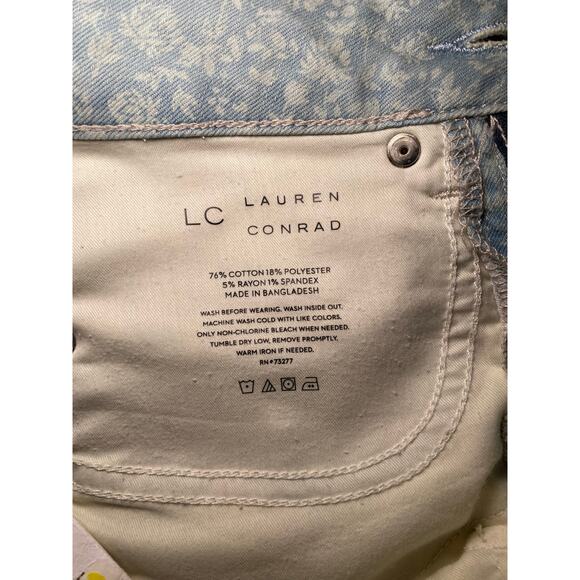 LC LAUREN
CONRAD
76% COTTON 18% POLYESTER
5% RAYON 1% SPANDEX
MADE IN BANGLADESH
WASH BEFORE WEARING. WASH INSIDE OUT.
MACHINE WASH COLD WITH LIKE COLORS.
ONLY NON-CHLORINE BLEACH WHEN NEEDED.
TUMBLE DRY LOW, REMOVE PROMPTLY.
WARM IRON IF NEEDED.
RN#73277